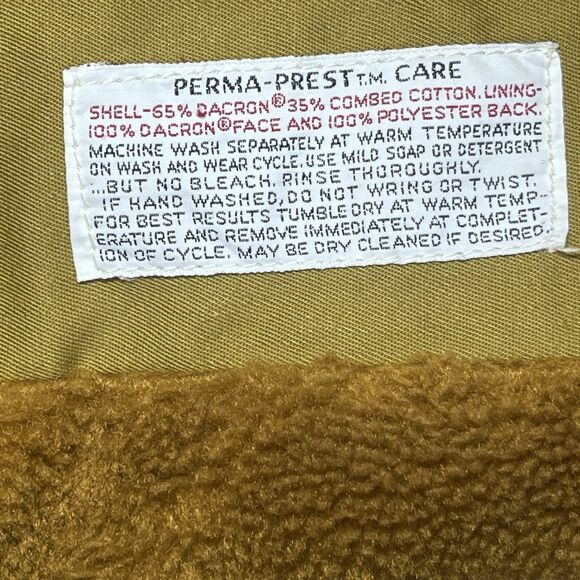 PERMA-PREST T.M. CARE
SHELL-65% DACRON® 35% COMBED COTTON. LINING-
100% DACRON® FACE AND 100% POLYESTER BACK.
MACHINE WASH SEPARATELY AT WARM TEMPERATURE
ON WASH AND WEAR CYCLE. USE MILD SOAP OR DETERGENT
...BUT NO BLEACH. RINSE THOROUGHLY.
IF HAND WASHED, DO NOT WRING OR TWIST.
FOR BEST RESULTS TUMBLE DRY AT WARM TEMP-
ERATURE AND REMOVE IMMEDIATELY AT COMPLET-
ION OF CYCLE. MAY BE DRY CLEANED IF DESIRED.